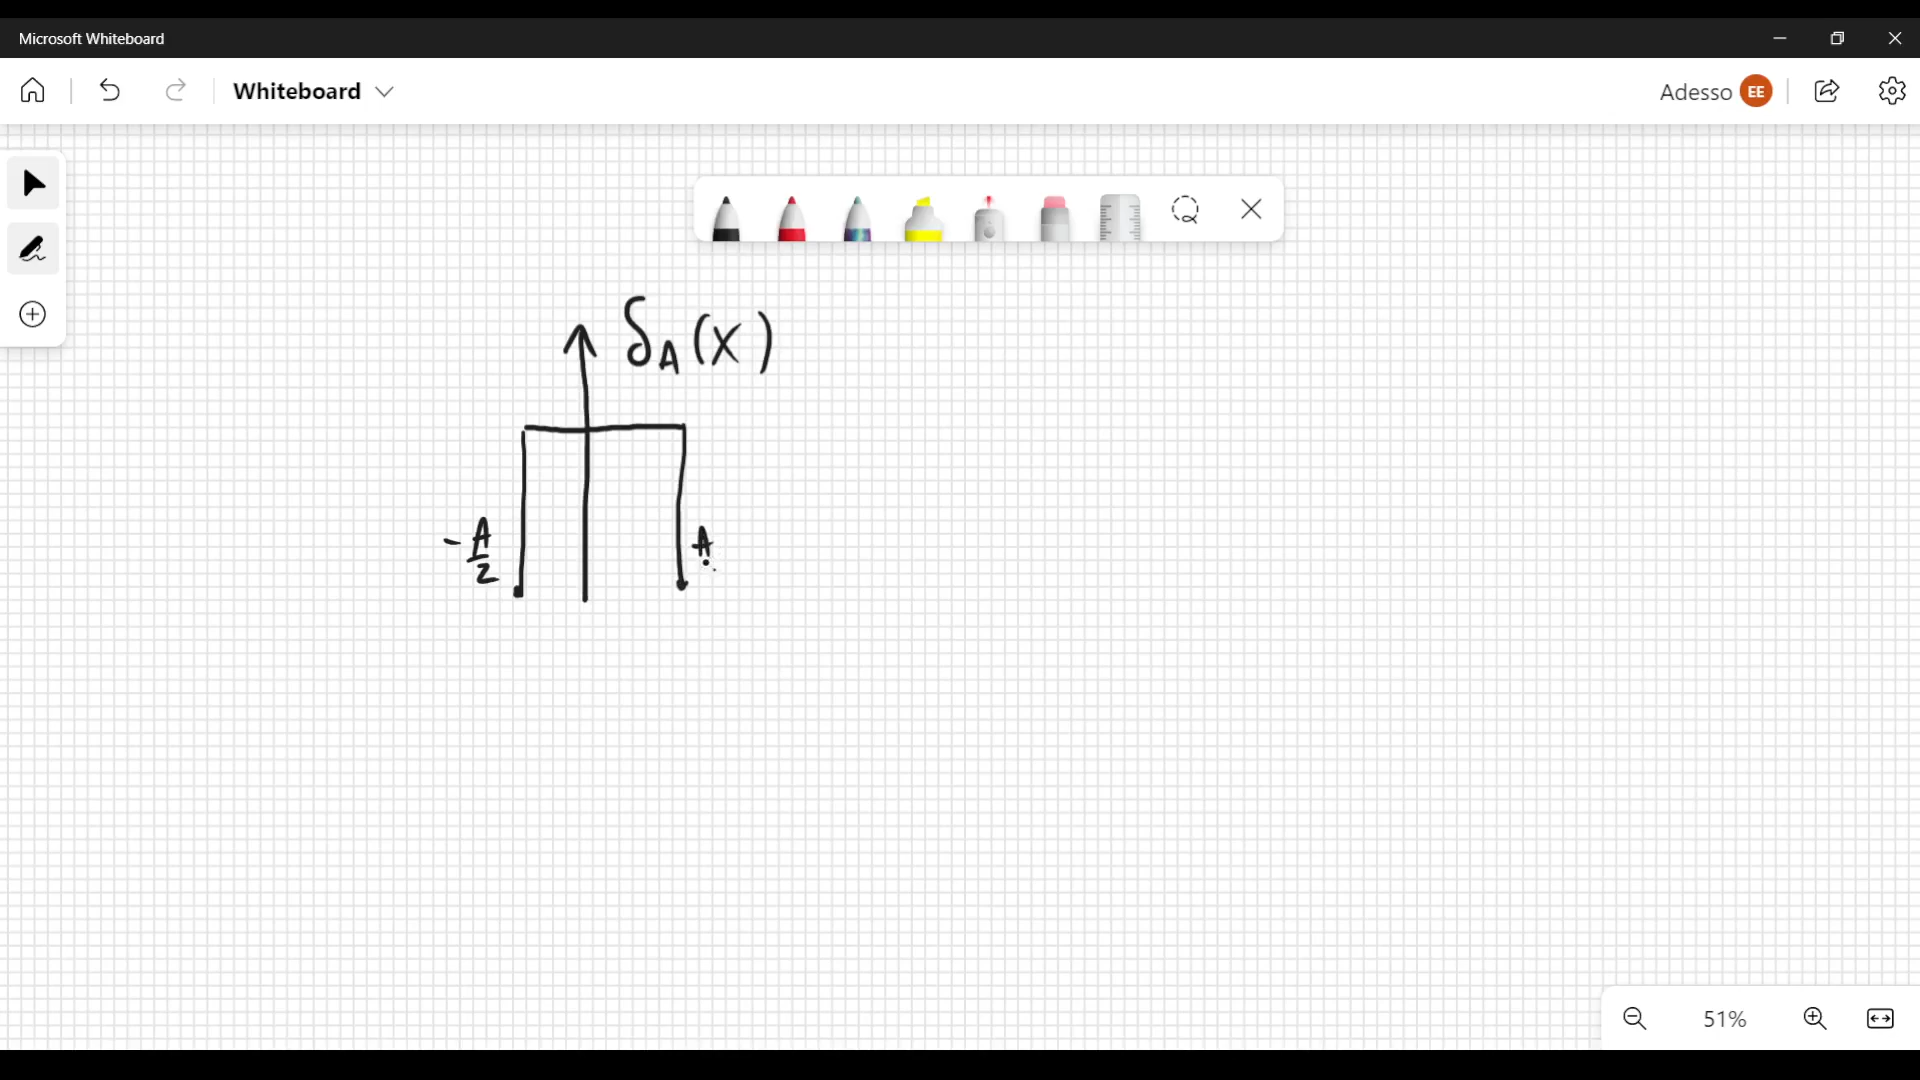 Microsoft Whiteboard
Whiteboard
Adesso EE
δA(x)
-A/2
A
51%